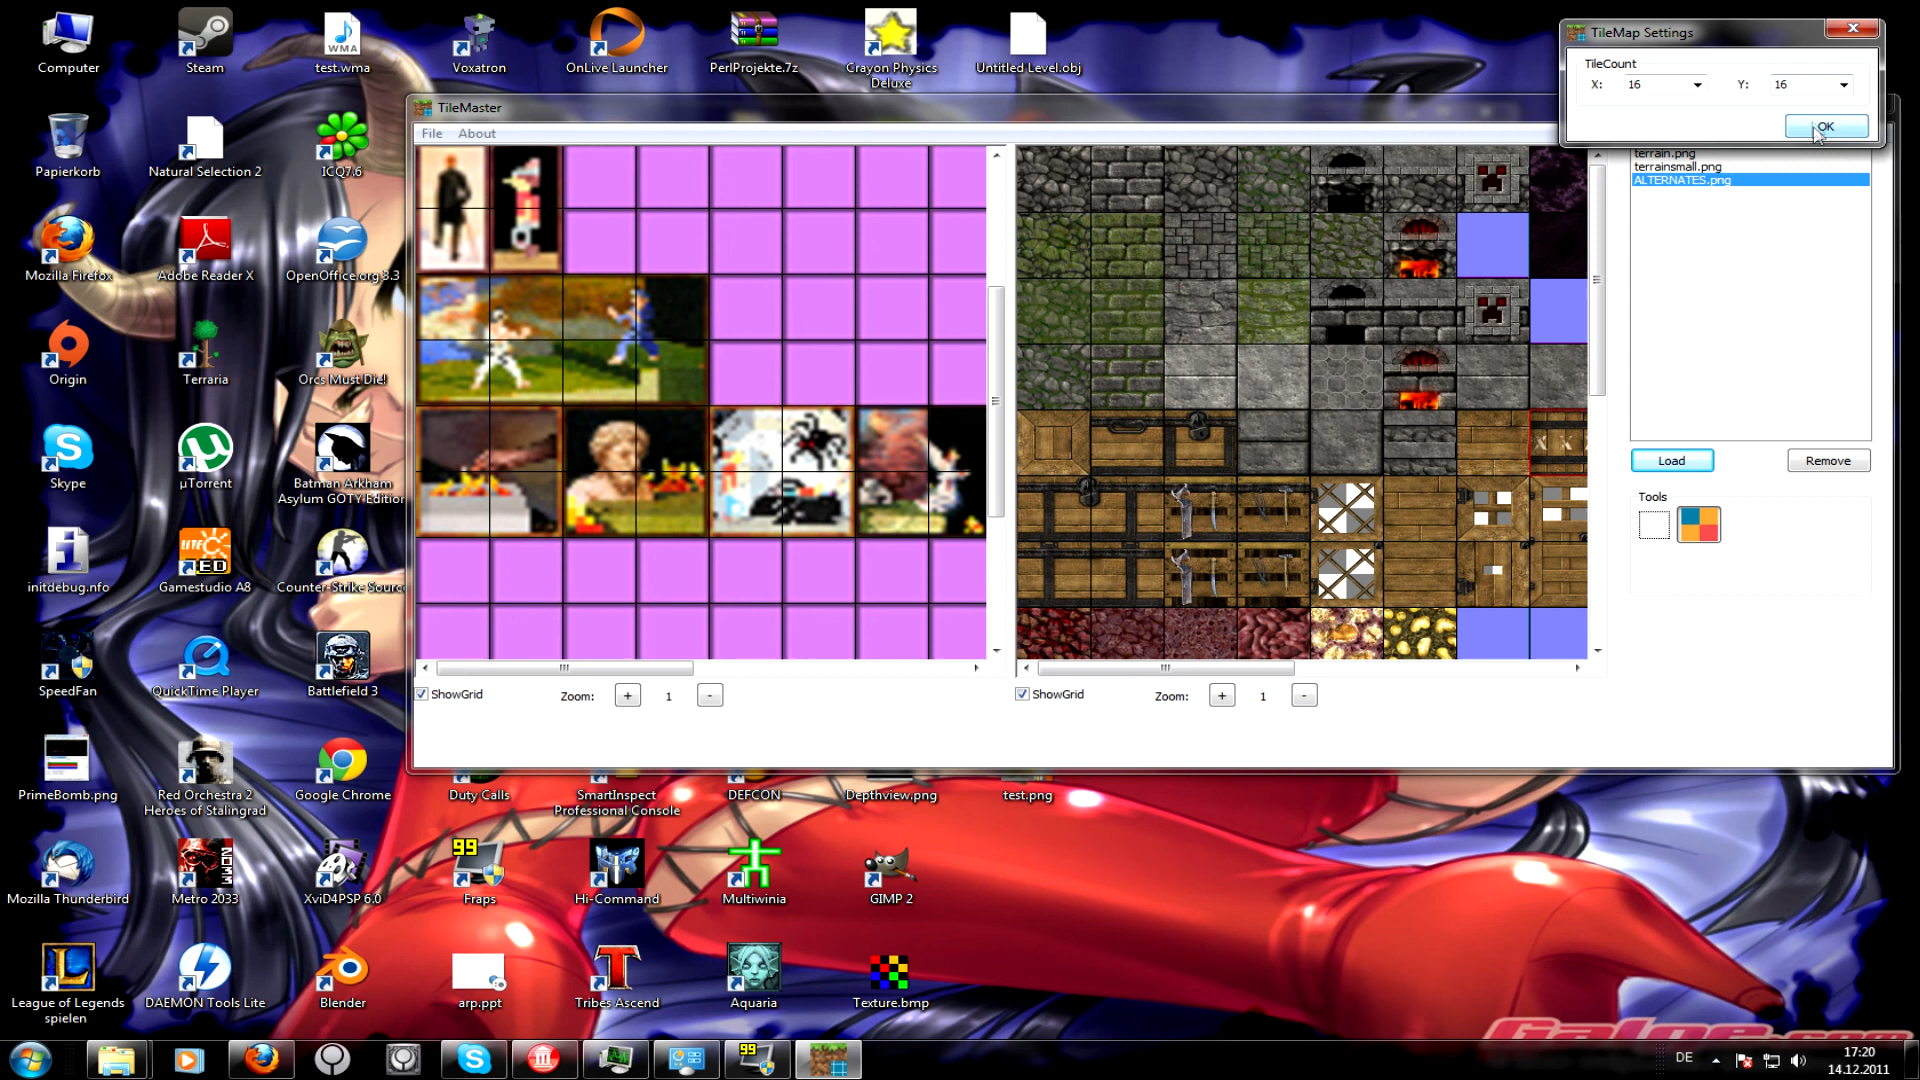 Computer
Steam
test.wma
WMA
Voxatron
OnLive Launcher
PerlProjekte.7z
Crayon Physics
Deluxe
Untitled Level.obj
Papierkorb
Natural Selection 2
ICQ7.6
Mozilla Firefox
Adobe Reader X
OpenOffice.org 3.3
Origin
Terraria
Orcs Must Die!
Skype
µTorrent
Batman Arkham
Asylum GOTY Edition
initdebug.nfo
LITE-C
ED
Gamestudio A8
Counter-Strike Source
SpeedFan
QuickTime Player
Battlefield 3
PrimeBomb.png
Red Orchestra 2
Heroes of Stalingrad
Google Chrome
Duty Calls
SmartInspect
Professional Console
DEFCON
Depthview.png
test.png
Mozilla Thunderbird
Metro 2033
XviD4PSP 6.0
99
Fraps
Hi-Command
Multiwinia
GIMP 2
League of Legends
spielen
DAEMON Tools Lite
Blender
arp.ppt
Tribes Ascend
Aquaria
Texture.bmp
TileMaster
File About
ShowGrid
Zoom: + 1 -
ShowGrid
Zoom: + 1 -
TileMap Settings
TileCount
X: 16 Y: 16
OK
terrain.png
terrainsmall.png
ALTERNATES.png
Load
Remove
Tools
99
DE
17:20
14.12.2011